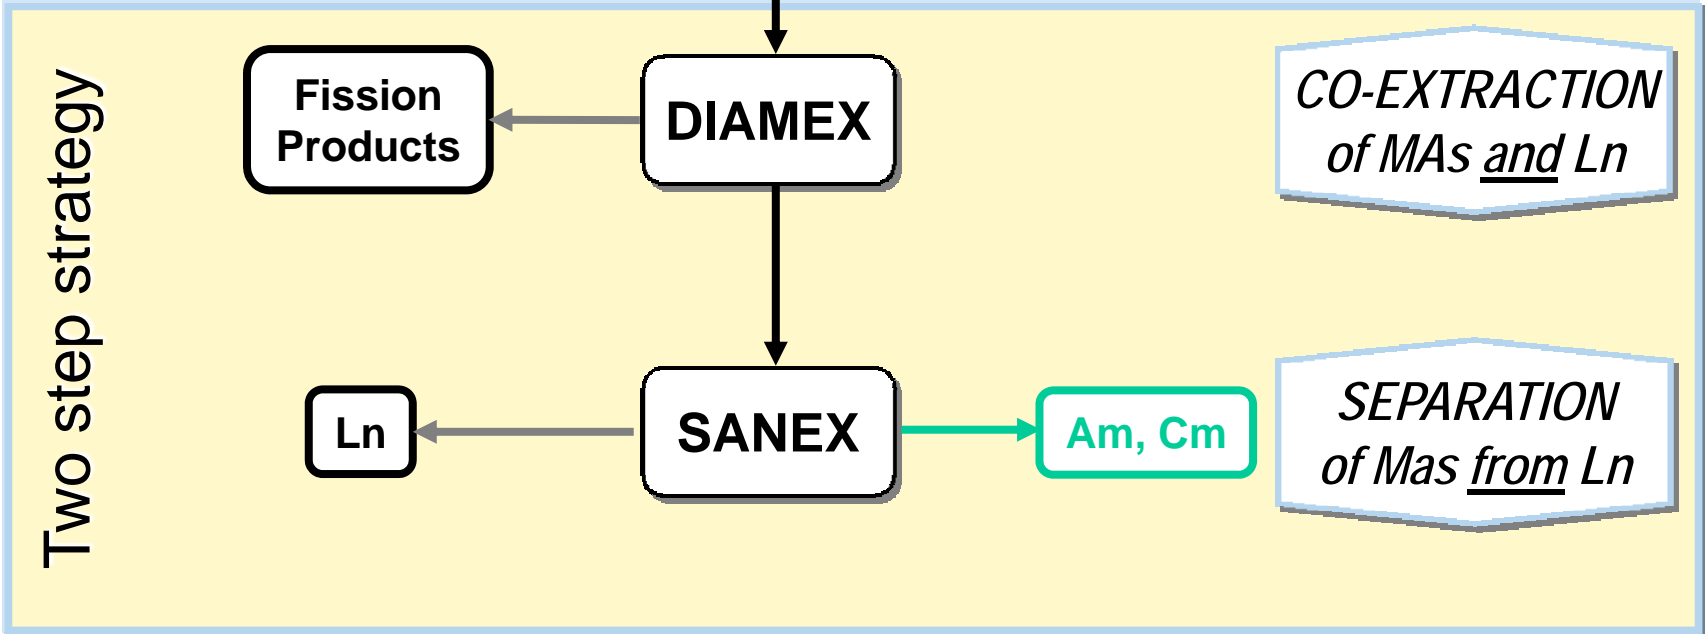 Two step strategy
Fission
Products
DIAMEX
CO-EXTRACTION
of MAs and Ln
Ln
SANEX
Am, Cm
SEPARATION
of Mas from Ln